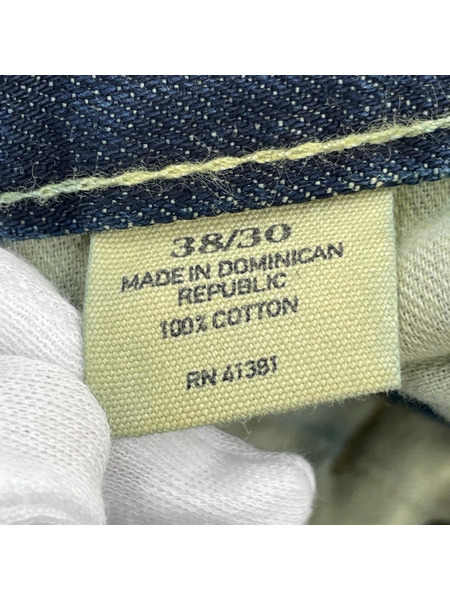 38/30
MADE IN DOMINICAN
REPUBLIC
100% COTTON
RN 41381